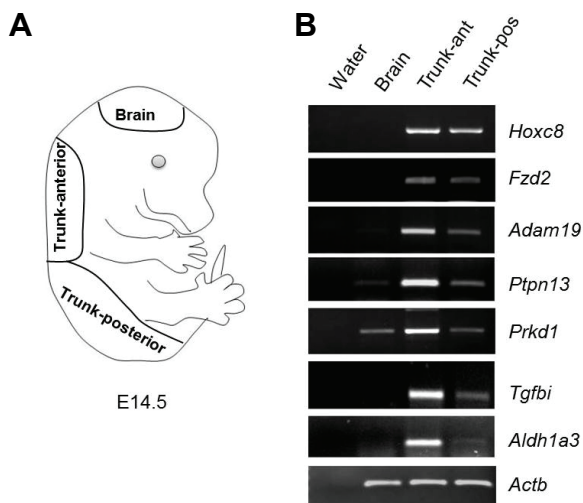 A
Brain
Trunk-anterior
Trunk-posterior
E14.5
B
Water
Brain
Trunk-ant
Trunk-pos
Hoxc8
Fzd2
Adam19
Ptpn13
Prkd1
Tgfbi
Aldh1a3
Actb